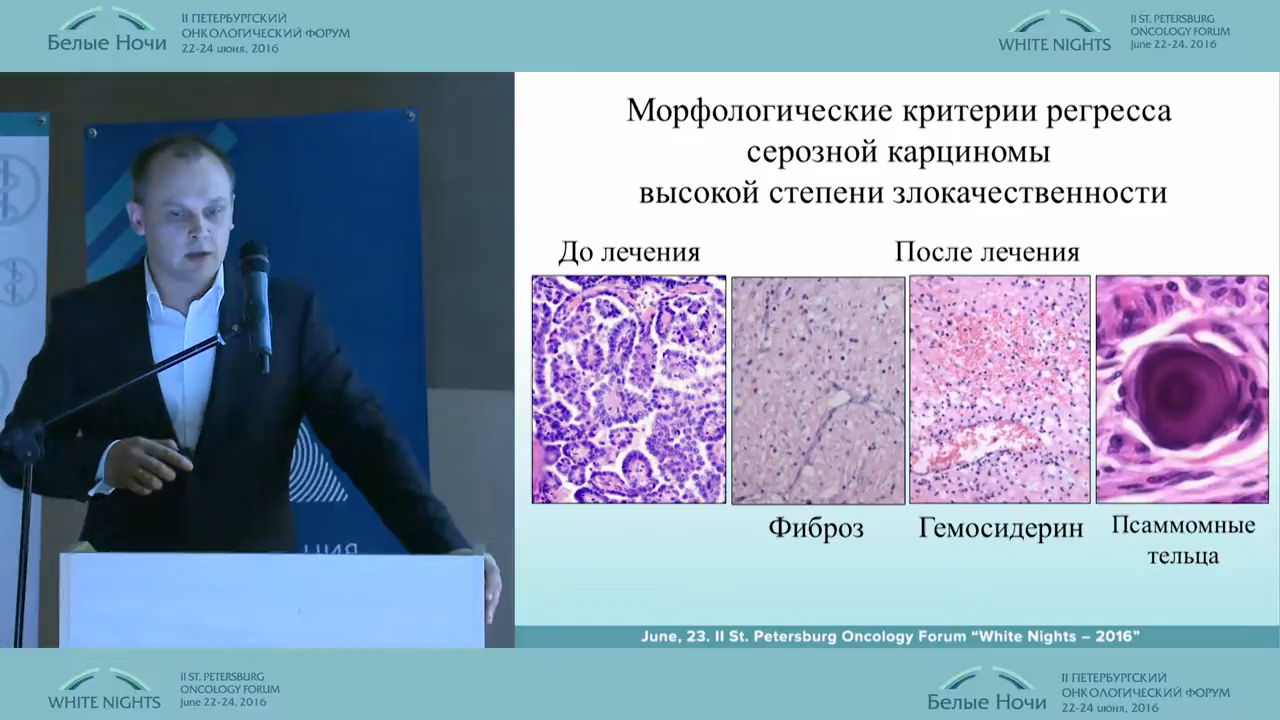 Белые Ночи
II ПЕТЕРБУРГСКИЙ
ОНКОЛОГИЧЕСКИЙ ФОРУМ
22-24 июня, 2016
WHITE NIGHTS
II ST. PETERSBURG
ONCOLOGY FORUM
June 22-24, 2016
Морфологические критерии регресса
серозной карциномы
высокой степени злокачественности
До лечения
После лечения
Фиброз
Гемосидерин
Псаммомные
тельца
June, 23. II St. Petersburg Oncology Forum “White Nights – 2016”
WHITE NIGHTS
II ST. PETERSBURG
ONCOLOGY FORUM
June 22-24, 2016
Белые Ночи
II ПЕТЕРБУРГСКИЙ
ОНКОЛОГИЧЕСКИЙ ФОРУМ
22-24 июня, 2016